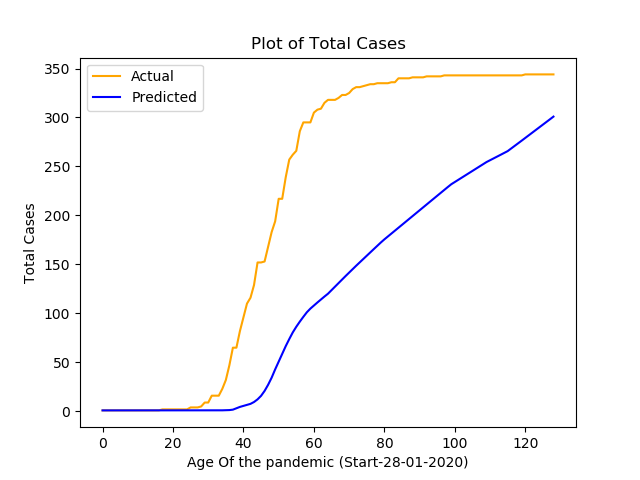 Plot of Total Cases
Actual
Predicted
350
300
250
200
150
100
50
0
Total Cases
0 20 40 60 80 100 120
Age Of the pandemic (Start-28-01-2020)